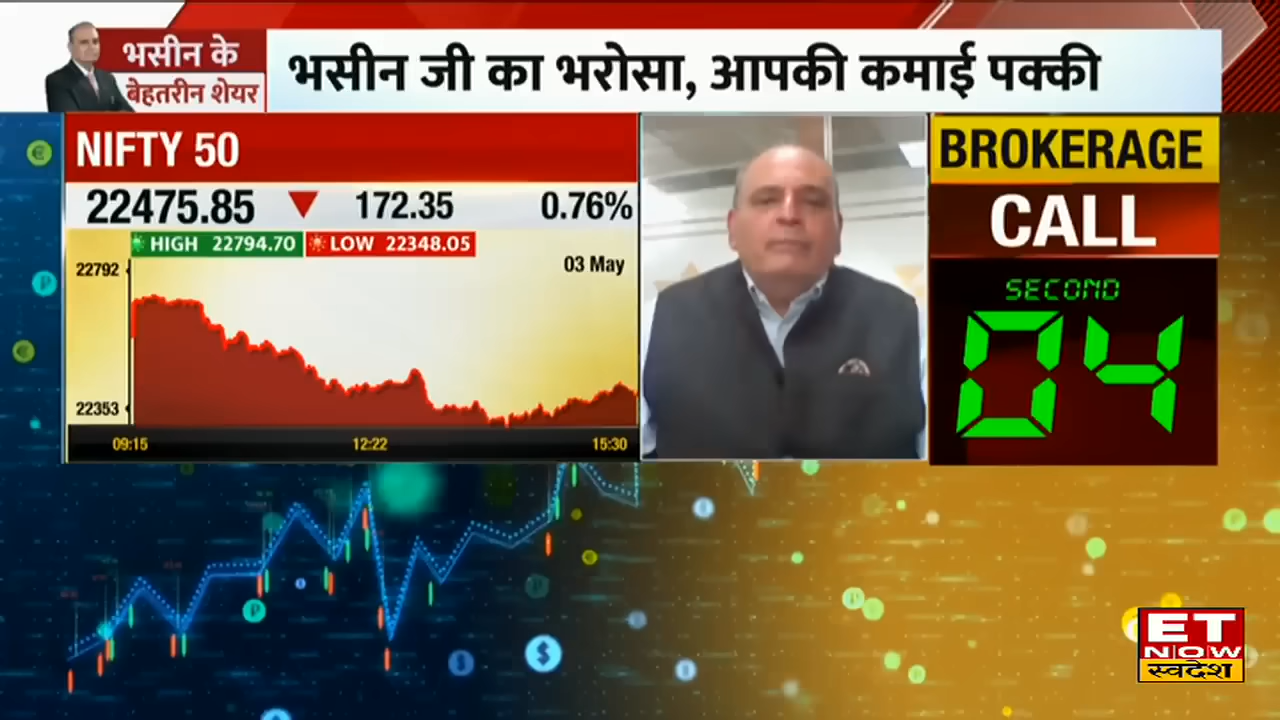 भसीन के
बेहतरीन शेयर
भसीन जी का भरोसा, आपकी कमाई पक्की
NIFTY 50
22475.85 ▼ 172.35 0.76%
HIGH 22794.70 LOW 22348.05
03 May
22792
22353
09:15 12:22 15:30
BROKERAGE
CALL
SECOND
04
ET
NOW
स्वदेश